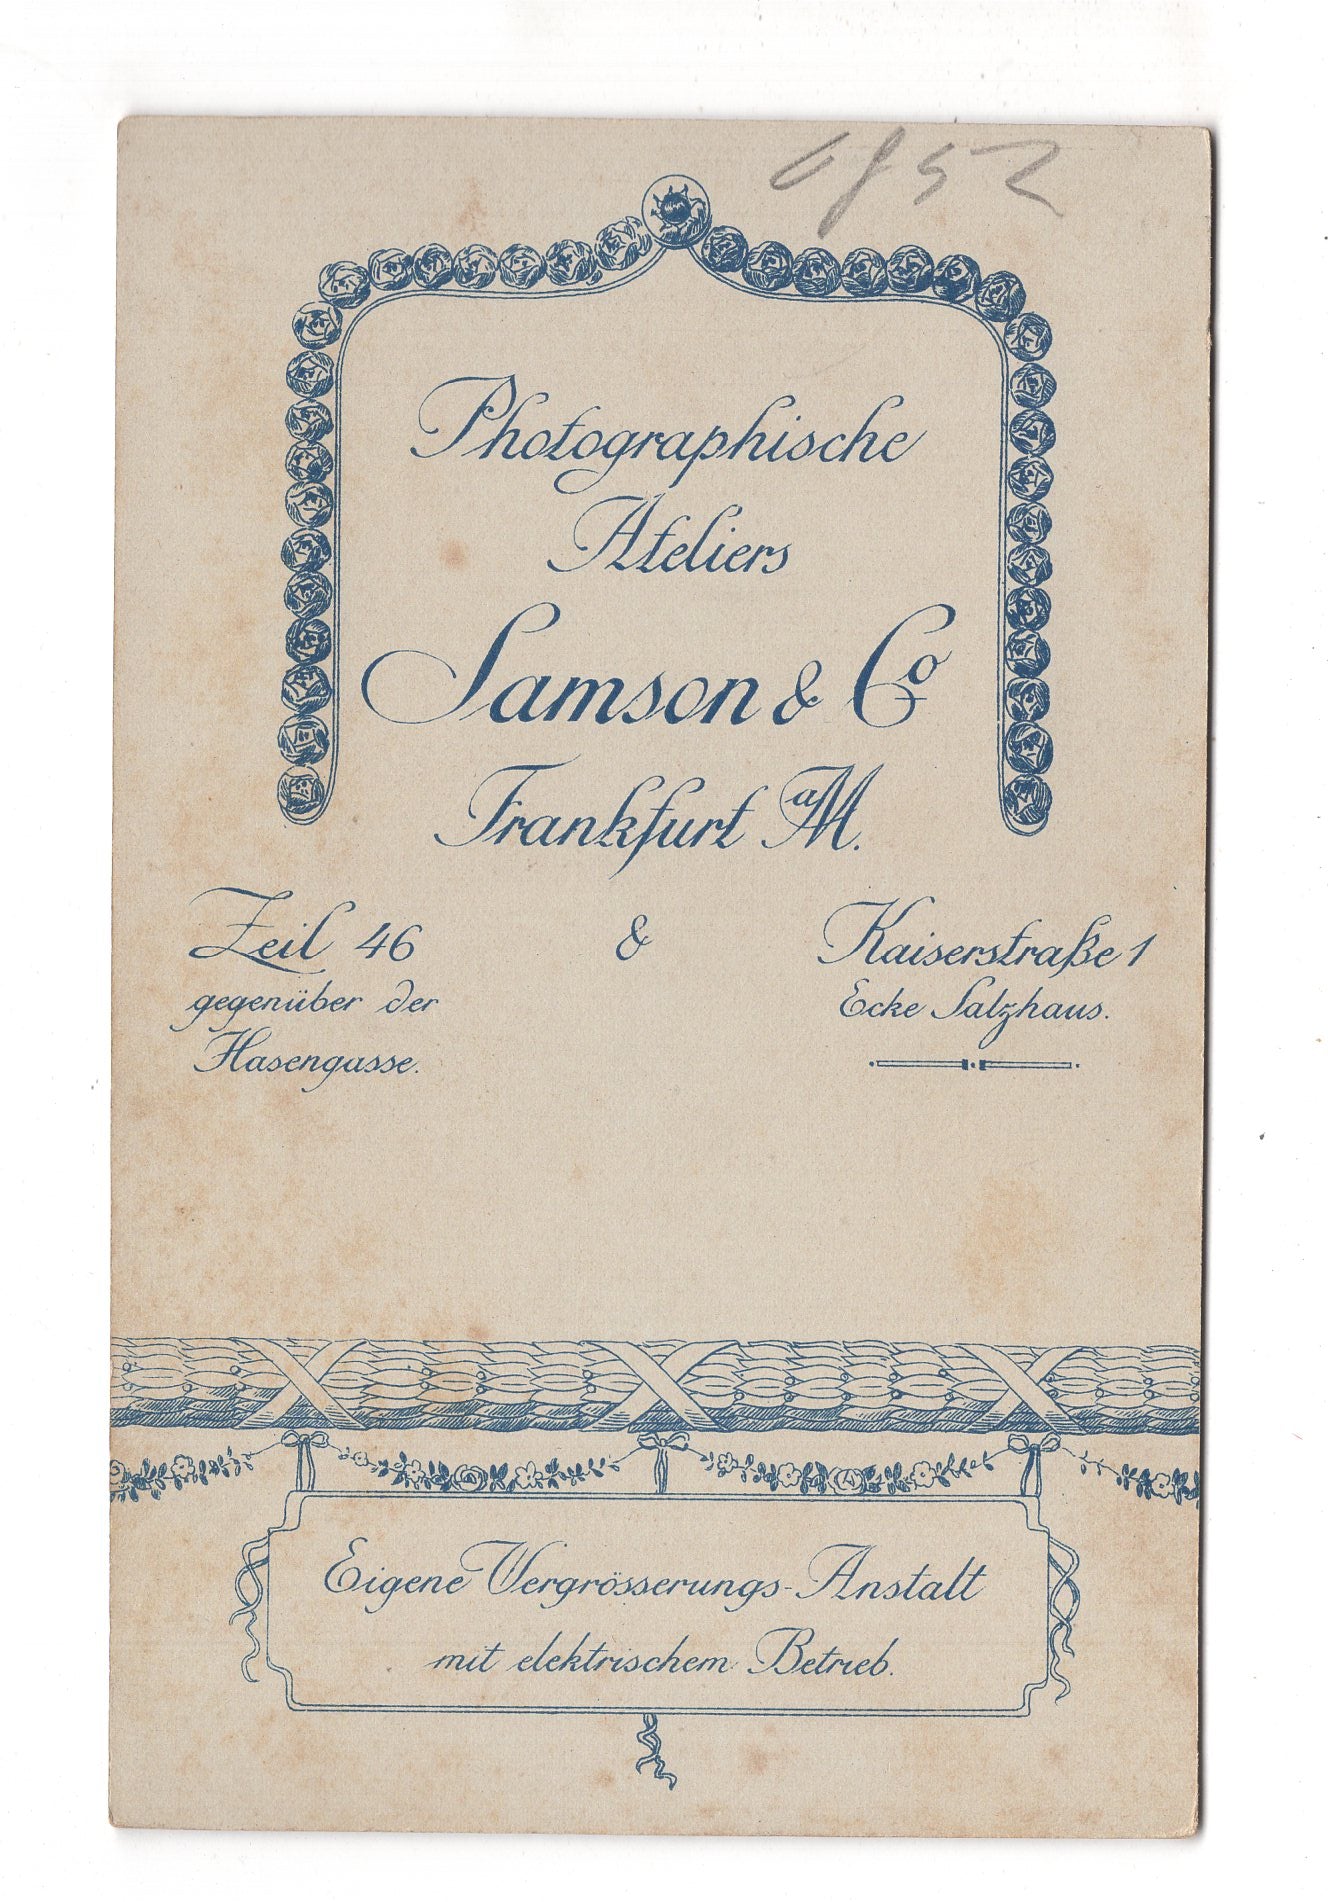 Photographische
Ateliers
Samson & Co
Frankfurt a/M.
Zeil 46 & Kaiserstraße 1
gegenüber der Ecke Salzhaus.
Hasengasse.
Eigene Vergrösserungs-Anstalt
mit elektrischem Betrieb.